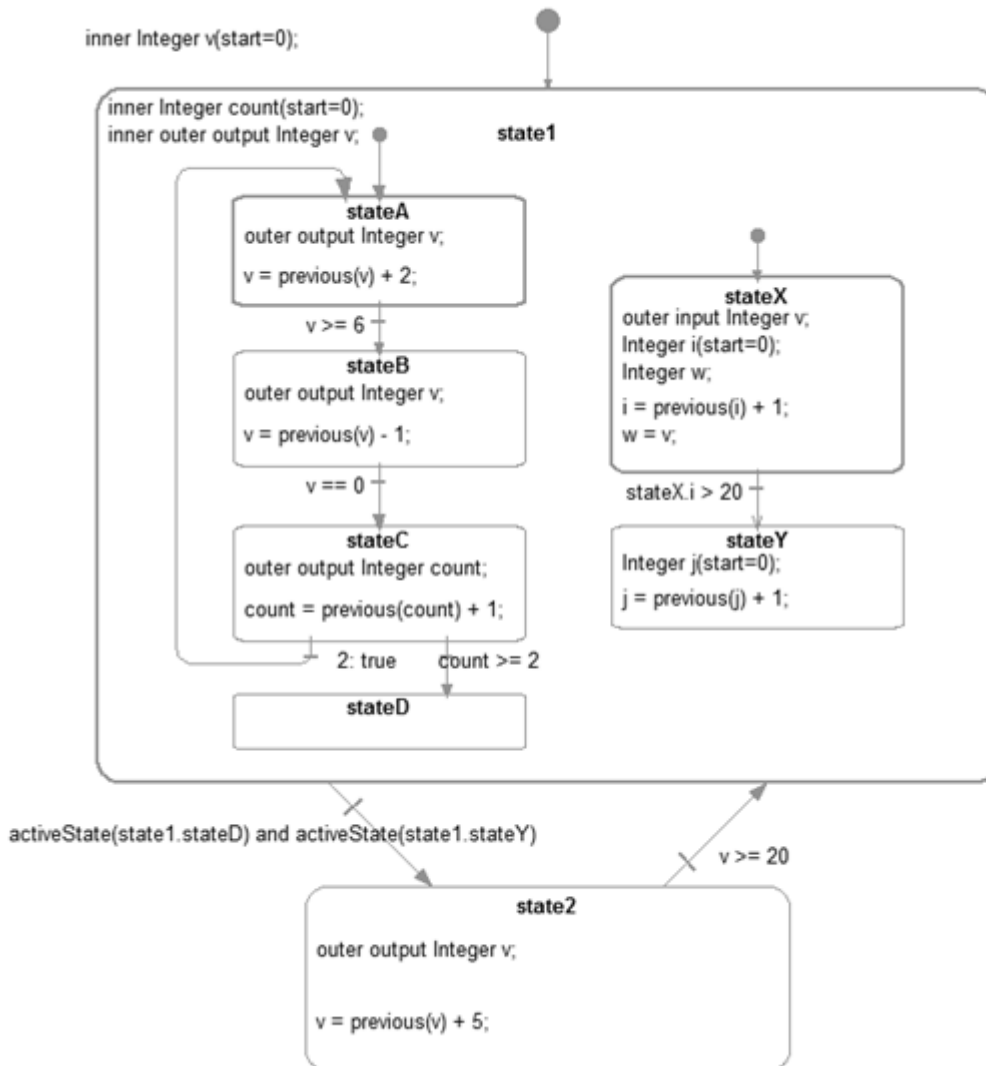 inner Integer v(start=0);
inner Integer count(start=0);
inner outer output Integer v;
state1
stateA
outer output Integer v;
v = previous(v) + 2;
v >= 6
stateB
outer output Integer v;
v = previous(v) - 1;
v == 0
stateC
outer output Integer count;
count = previous(count) + 1;
2: true
count >= 2
stateD
stateX
outer input Integer v;
Integer i(start=0);
Integer w;
i = previous(i) + 1;
w = v;
stateX.i > 20
stateY
Integer j(start=0);
j = previous(j) + 1;
activeState(state1.stateD) and activeState(state1.stateY)
v >= 20
state2
outer output Integer v;
v = previous(v) + 5;